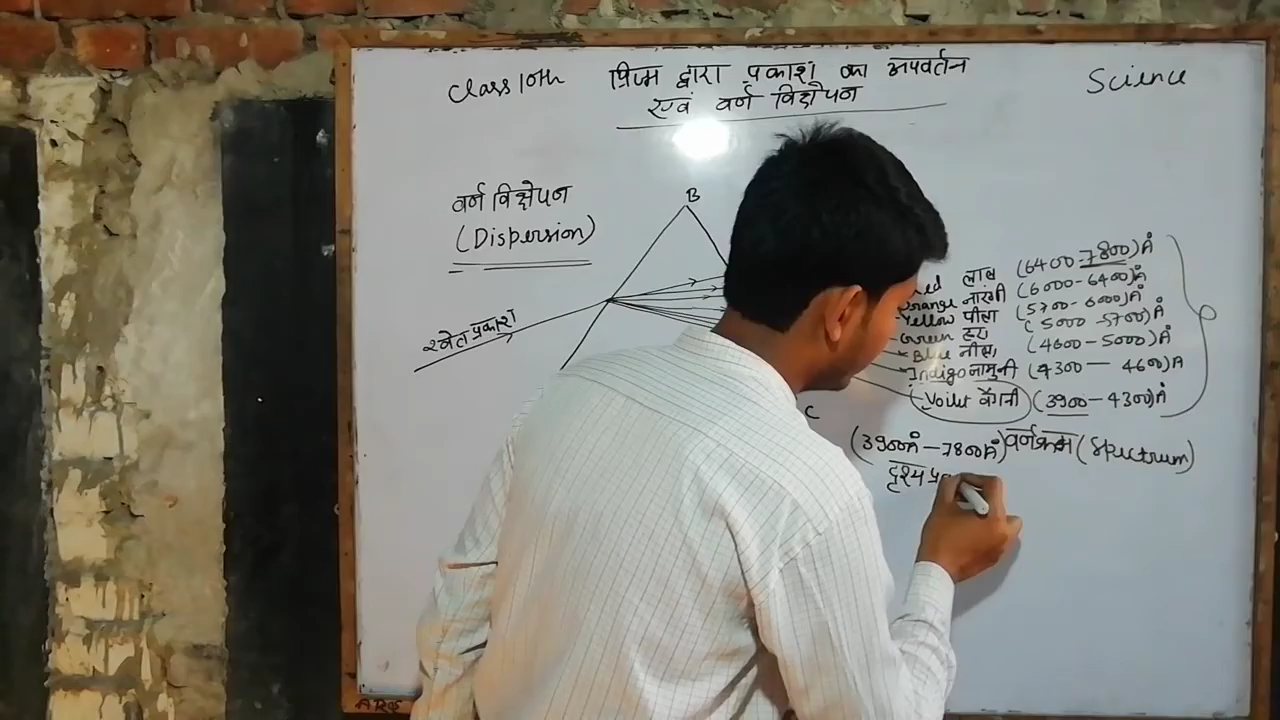 Class 10th
प्रिज्म द्वारा प्रकाश का अपवर्तन
एवं वर्ण विक्षेपण
Science
वर्ण विक्षेपण
(Dispersion)
B
श्वेत प्रकाश
लाल (6400-7800)Å
Orange नारंगी (6000-6400)Å
Yellow पीला (5700-6000)Å
Green हरा (5000-5700)Å
Blue नीला (4600-5000)Å
Indigo जामुनी (4300-4600)A
Voilet बैंगनी (3900-4300)Å
C
(3900Å-7800Å) वर्णक्रम (Spectrum)
दृश्य